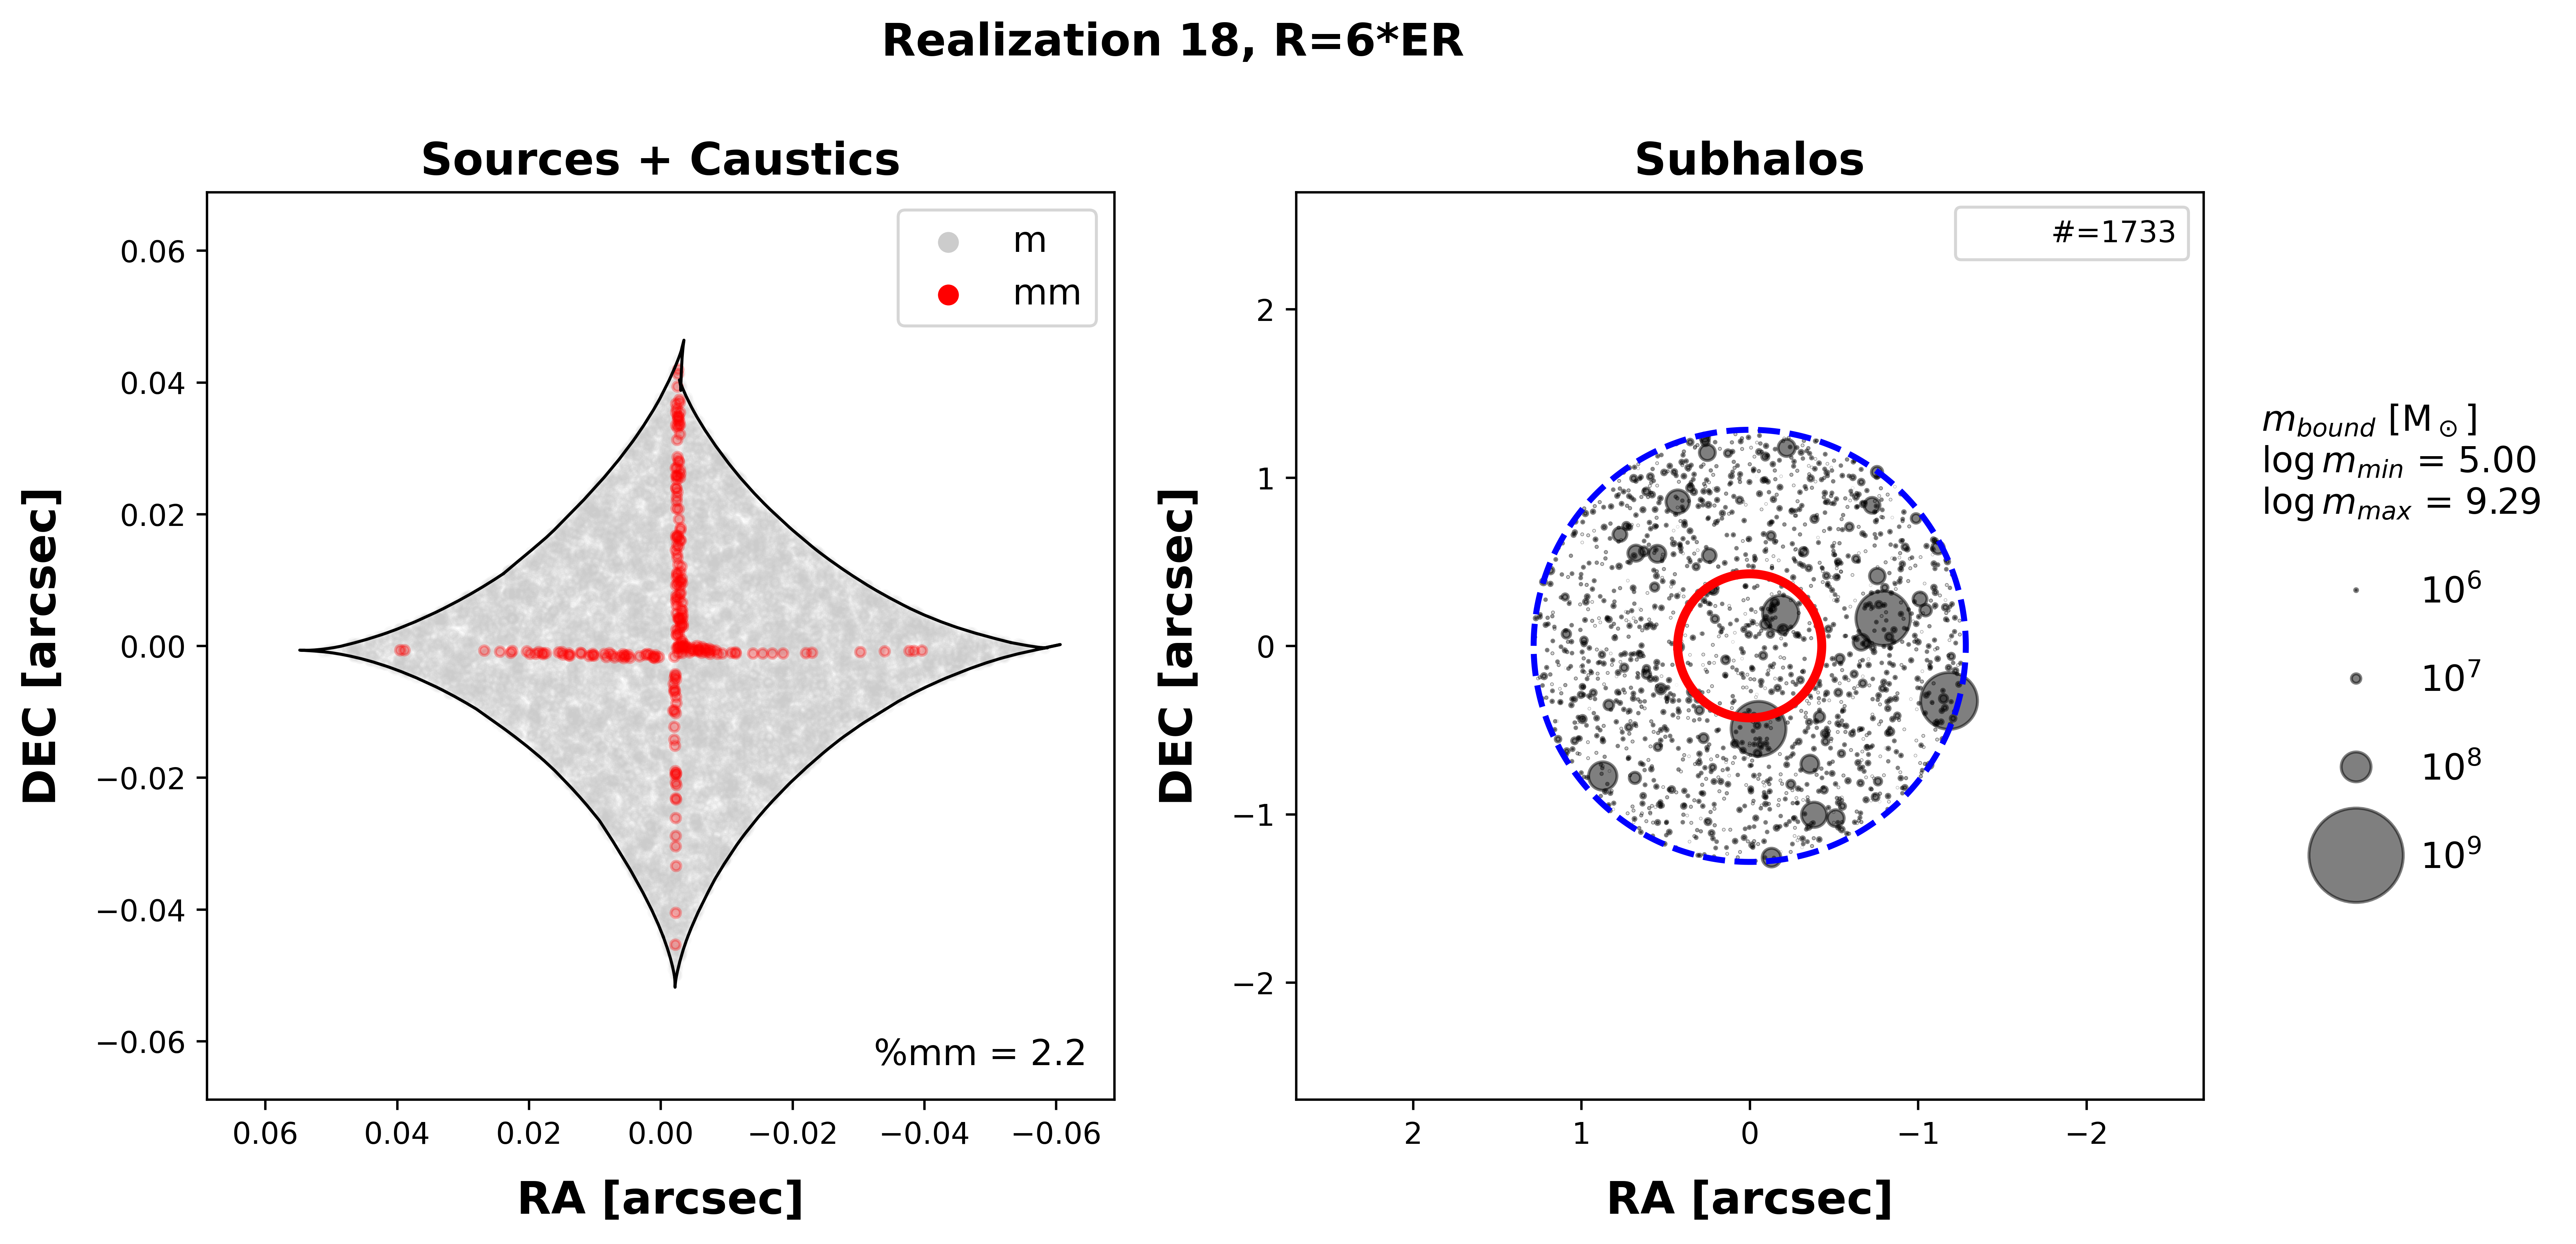 Realization 18, R=6*ER
Sources + Caustics
m
mm
%mm = 2.2
DEC [arcsec]
0.06
0.04
0.02
0.00
−0.02
−0.04
−0.06
0.06 0.04 0.02 0.00 −0.02 −0.04 −0.06
RA [arcsec]
Subhalos
#=1733
DEC [arcsec]
2
1
0
−1
−2
2 1 0 −1 −2
RA [arcsec]
m_bound [M_⊙]
log m_min = 5.00
log m_max = 9.29
10^6
10^7
10^8
10^9